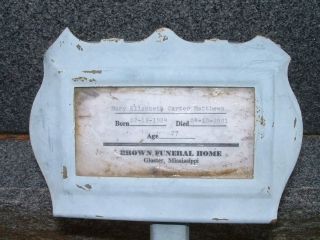 Mary Elizabeth Carter Matthews
Born Died
Age 77
BROWN FUNERAL HOME
Gloster, Mississippi